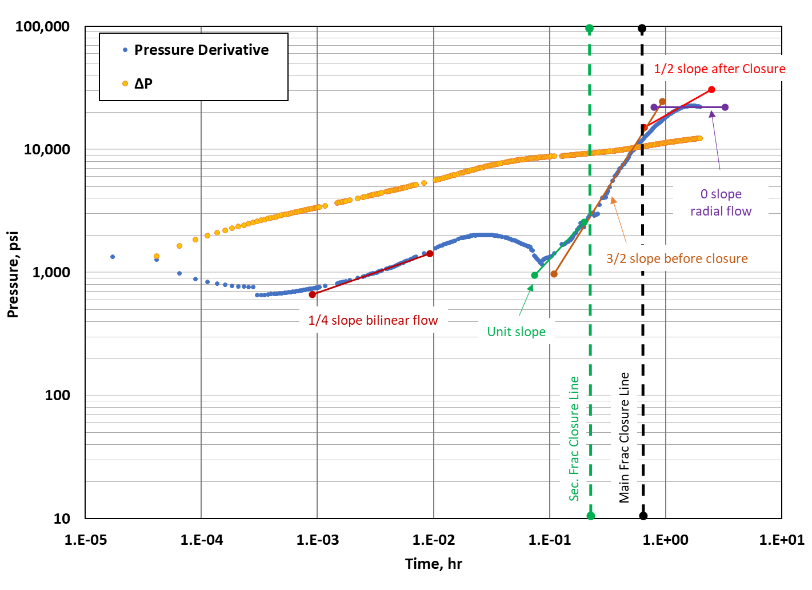 100,000
10,000
1,000
100
10
Pressure, psi
Pressure Derivative
ΔP
1/2 slope after Closure
0 slope
radial flow
3/2 slope before closure
1/4 slope bilinear flow
Unit slope
Sec. Frac Closure Line
Main Frac Closure Line
1.E-05
1.E-04
1.E-03
1.E-02
1.E-01
1.E+00
1.E+01
Time, hr